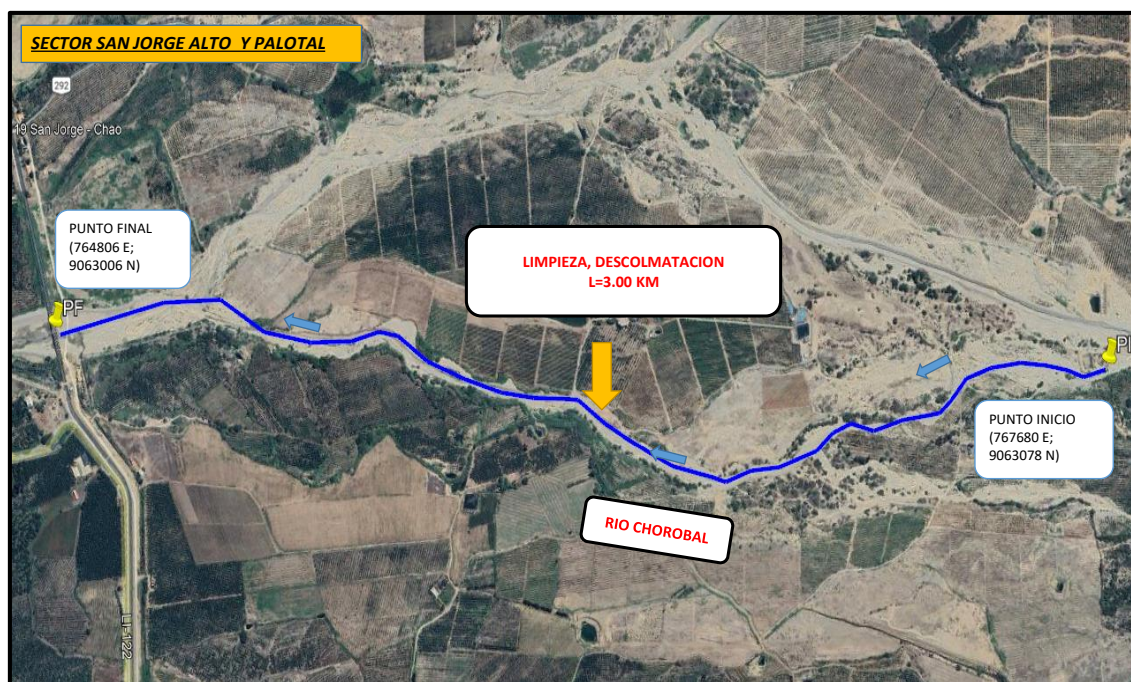 SECTOR SAN JORGE ALTO Y PALOTAL
292
19 San Jorge - Chao
PUNTO FINAL
(764806 E;
9063006 N)
LIMPIEZA, DESCOLMATACION
L=3.00 KM
PF
PI
PUNTO INICIO
(767680 E;
9063078 N)
RIO CHOROBAL
LI-122